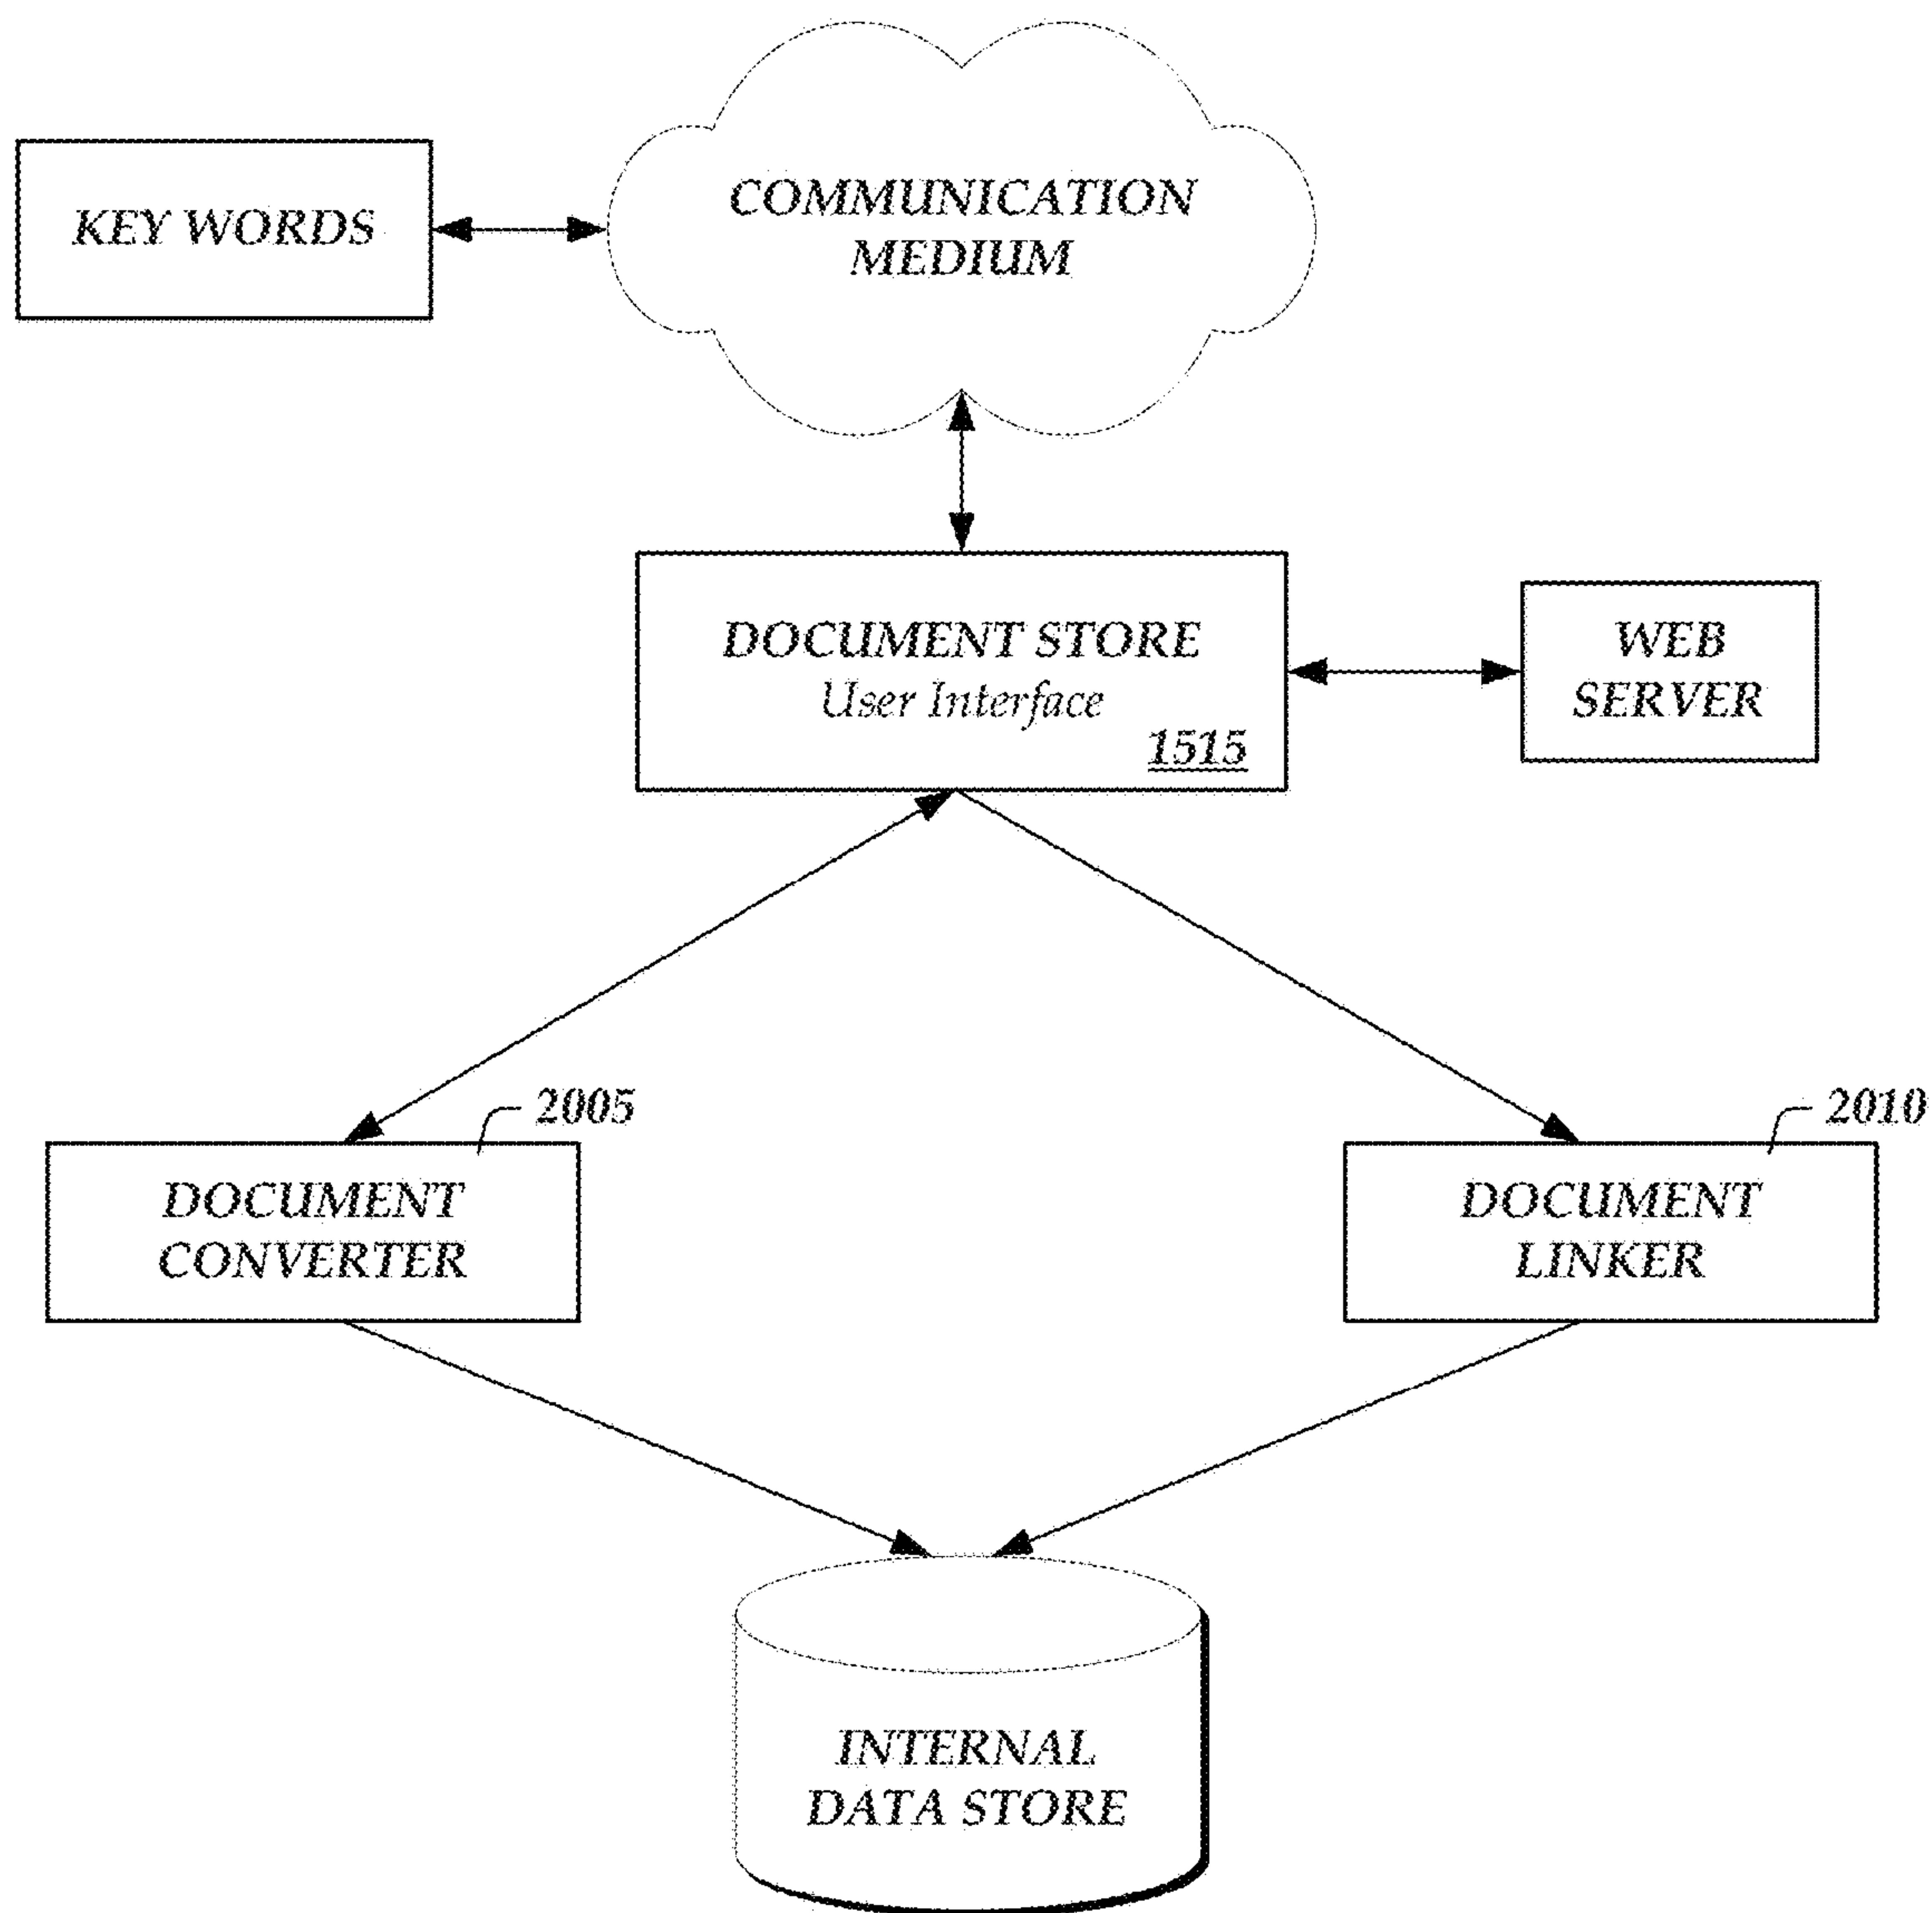 COMMUNICATION
MEDIUM
KEY WORDS
DOCUMENT STORE
User Interface
1515
WEB
SERVER
2005
DOCUMENT
CONVERTER
2010
DOCUMENT
LINKER
INTERNAL
DATA STORE